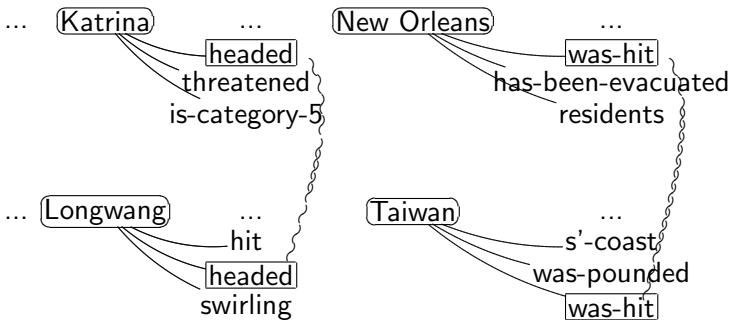 ... Katrina ... New Orleans ...
headed was-hit
threatened has-been-evacuated
is-category-5 residents
... Longwang ... Taiwan ...
hit s'-coast
headed was-pounded
swirling was-hit